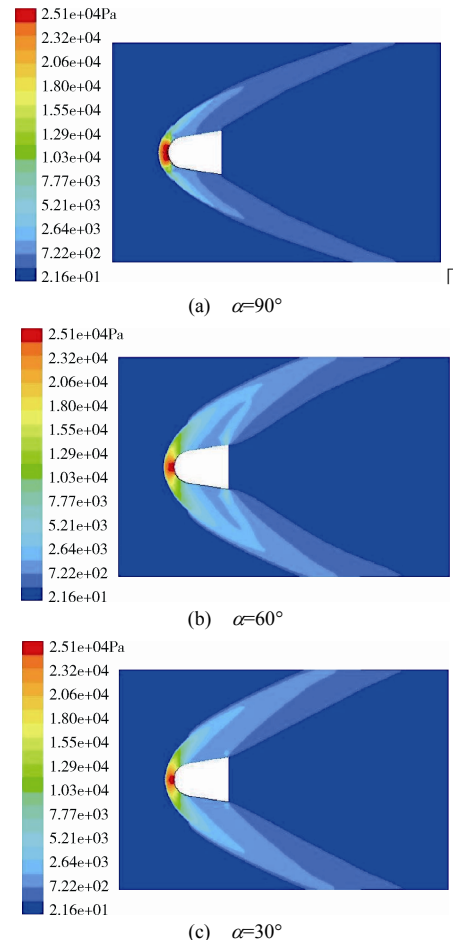 2.51e+04Pa
2.32e+04
2.06e+04
1.80e+04
1.55e+04
1.29e+04
1.03e+04
7.77e+03
5.21e+03
2.64e+03
7.22e+02
2.16e+01
(a) α=90°
2.51e+04Pa
2.32e+04
2.06e+04
1.80e+04
1.55e+04
1.29e+04
1.03e+04
7.77e+03
5.21e+03
2.64e+03
7.22e+02
2.16e+01
(b) α=60°
2.51e+04Pa
2.32e+04
2.06e+04
1.80e+04
1.55e+04
1.29e+04
1.03e+04
7.77e+03
5.21e+03
2.64e+03
7.22e+02
2.16e+01
(c) α=30°